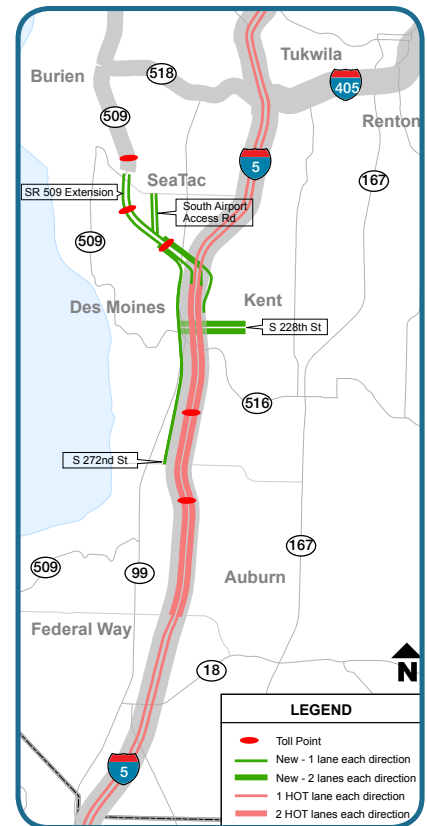 Tukwila
Burien
518
405
509
Renton
5
167
SeaTac
SR 509 Extension
South Airport
Access Rd
509
Des Moines
Kent
S 228th St
516
S 272nd St
167
509
99
Auburn
Federal Way
18
N
5
LEGEND
Toll Point
New - 1 lane each direction
New - 2 lanes each direction
1 HOT lane each direction
2 HOT lanes each direction